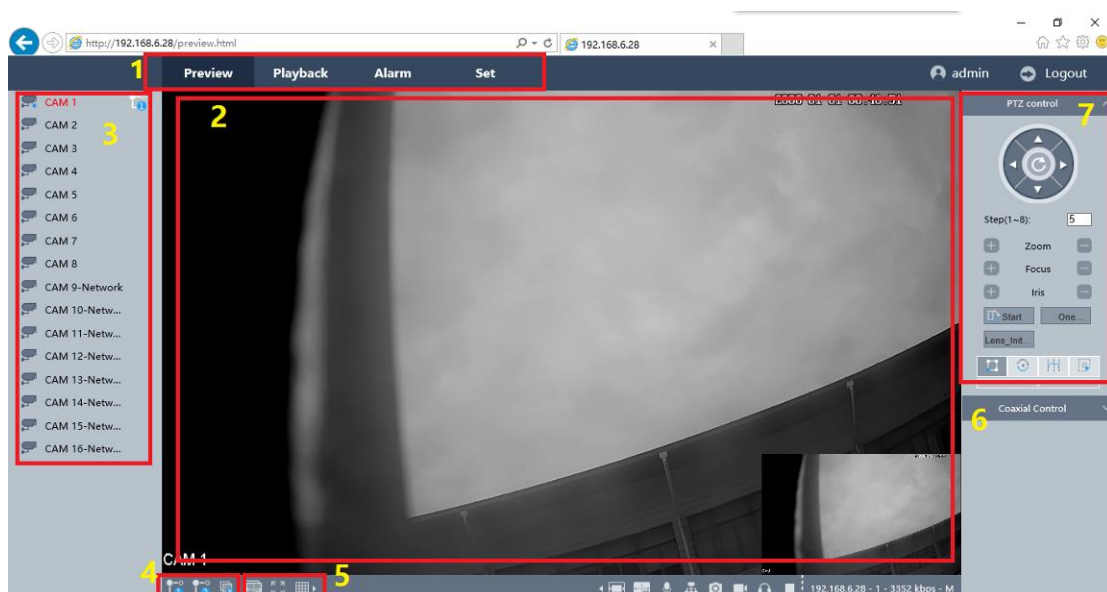 http://192.168.6.28/preview.html
192.168.6.28
1
Preview Playback Alarm Set
admin Logout
CAM 1
CAM 2
CAM 3
CAM 4
CAM 5
CAM 6
CAM 7
CAM 8
CAM 9-Network
CAM 10-Netw...
CAM 11-Netw...
CAM 12-Netw...
CAM 13-Netw...
CAM 14-Netw...
CAM 15-Netw...
CAM 16-Netw...
3
2
CAM 1
PTZ control
7
Step(1~8): 5
Zoom
Focus
Iris
Start One...
Lens_Init...
6
Coaxial Control
4
5
192.168.6.28 - 1 - 3352 kbps - M